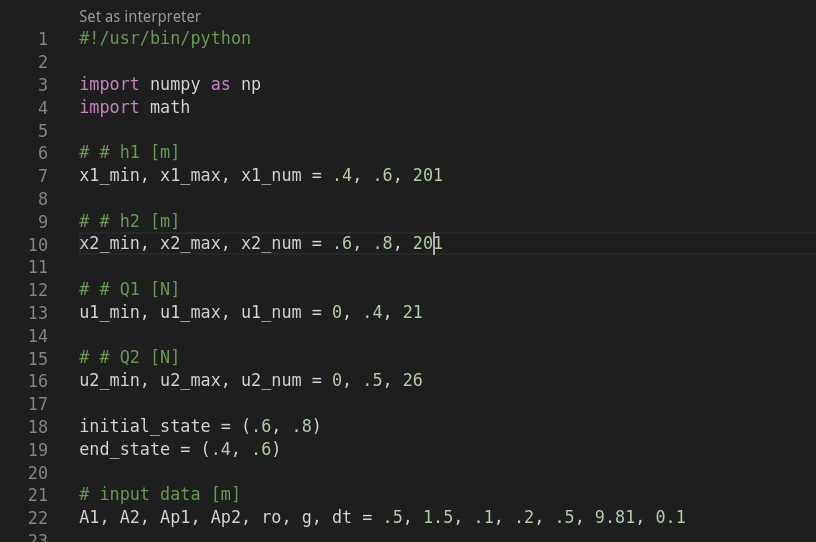 Set as interpreter
1 #!/usr/bin/python
2
3 import numpy as np
4 import math
5
6 # # h1 [m]
7 x1_min, x1_max, x1_num = .4, .6, 201
8
9 # # h2 [m]
10 x2_min, x2_max, x2_num = .6, .8, 201
11
12 # # Q1 [N]
13 u1_min, u1_max, u1_num = 0, .4, 21
14
15 # # Q2 [N]
16 u2_min, u2_max, u2_num = 0, .5, 26
17
18 initial_state = (.6, .8)
19 end_state = (.4, .6)
20
21 # input data [m]
22 A1, A2, Ap1, Ap2, ro, g, dt = .5, 1.5, .1, .2, .5, 9.81, 0.1
23